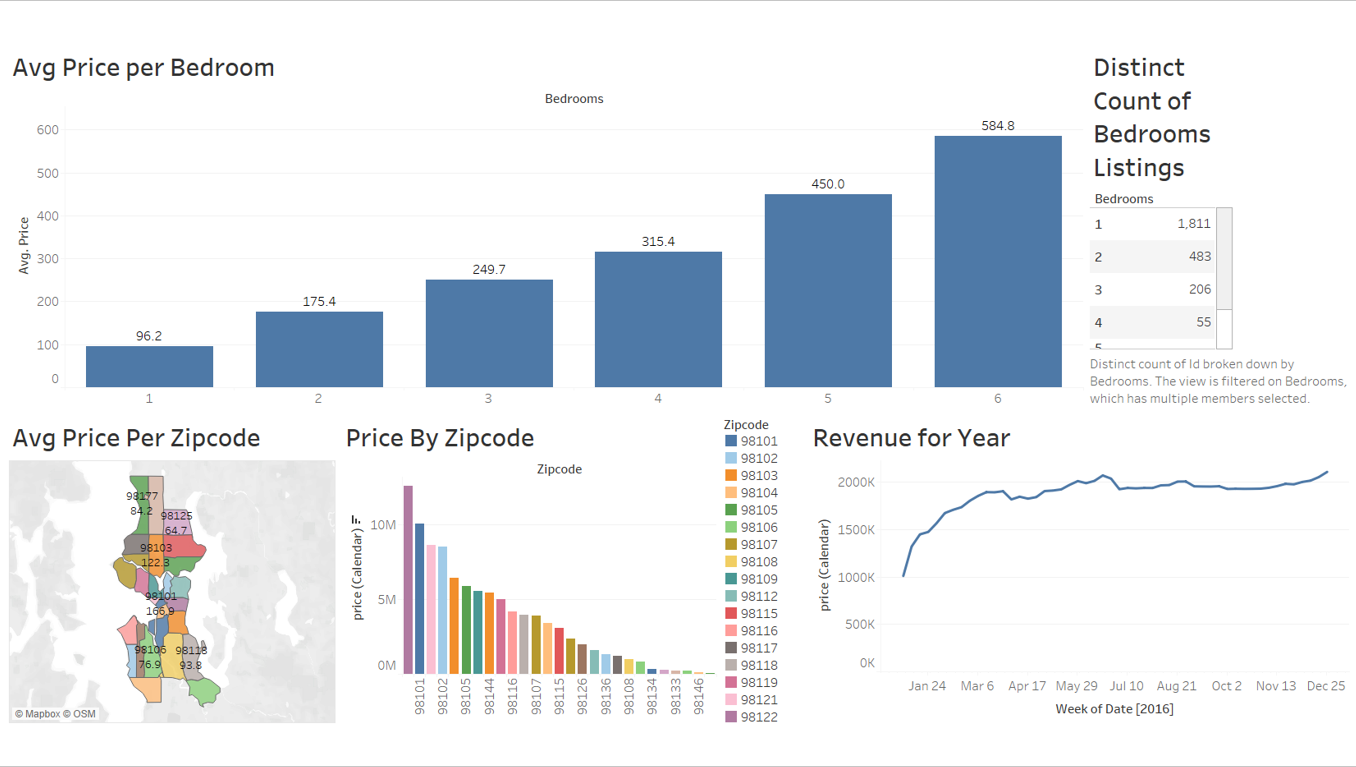 Avg Price per Bedroom
Bedrooms
Avg. Price
600
500
400
300
200
100
0
96.2
175.4
249.7
315.4
450.0
584.8
1
2
3
4
5
6
Distinct
Count of
Bedrooms
Listings
Bedrooms
1 1,811
2 483
3 206
4 55
5
Distinct count of Id broken down by
Bedrooms. The view is filtered on Bedrooms,
which has multiple members selected.
Avg Price Per Zipcode
98177
84.2
98125
64.7
98103
122.3
98101
166.9
98106
76.9
98118
93.8
© Mapbox © OSM
Price By Zipcode
Zipcode
price (Calendar)
10M
5M
0M
98101
98102
98105
98144
98116
98107
98115
98126
98136
98108
98134
98133
98146
Zipcode
98101
98102
98103
98104
98105
98106
98107
98108
98109
98112
98115
98116
98117
98118
98119
98121
98122
Revenue for Year
price (Calendar)
2000K
1500K
1000K
500K
0K
Jan 24
Mar 6
Apr 17
May 29
Jul 10
Aug 21
Oct 2
Nov 13
Dec 25
Week of Date [2016]